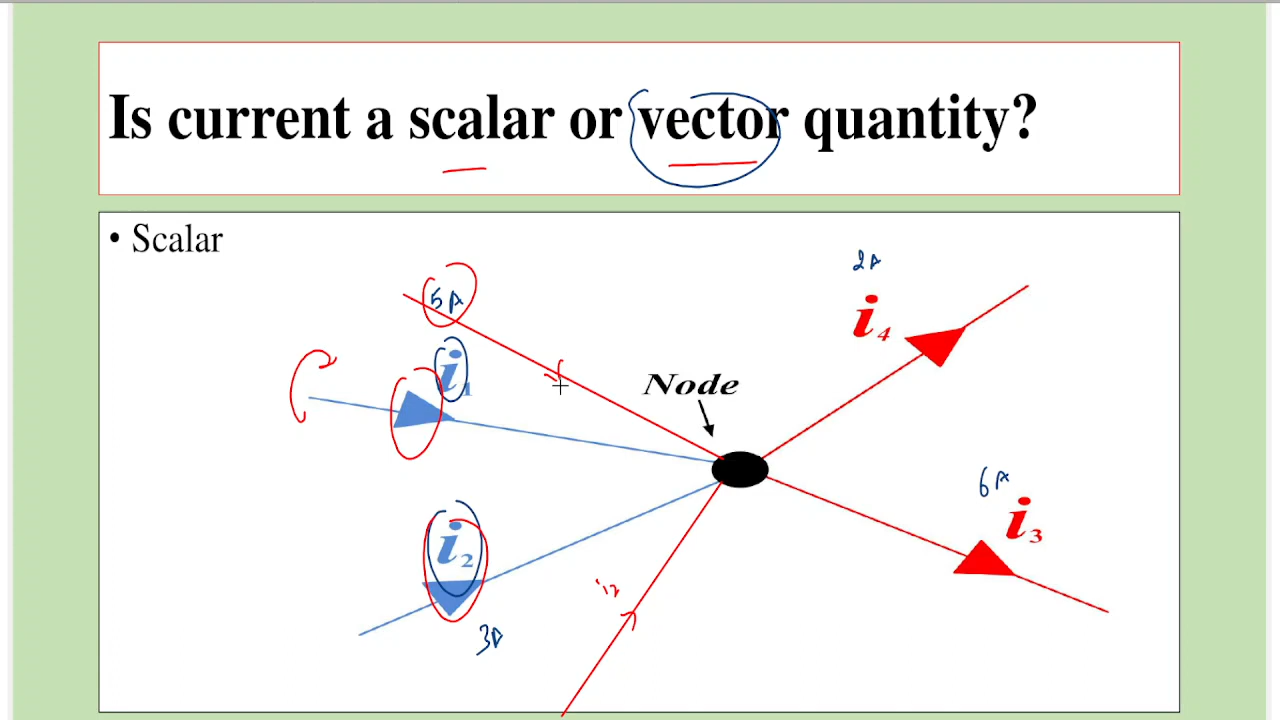 Is current a scalar or vector quantity?
• Scalar
2A
5A
i4
i1
Node
6A
i3
i2
3A